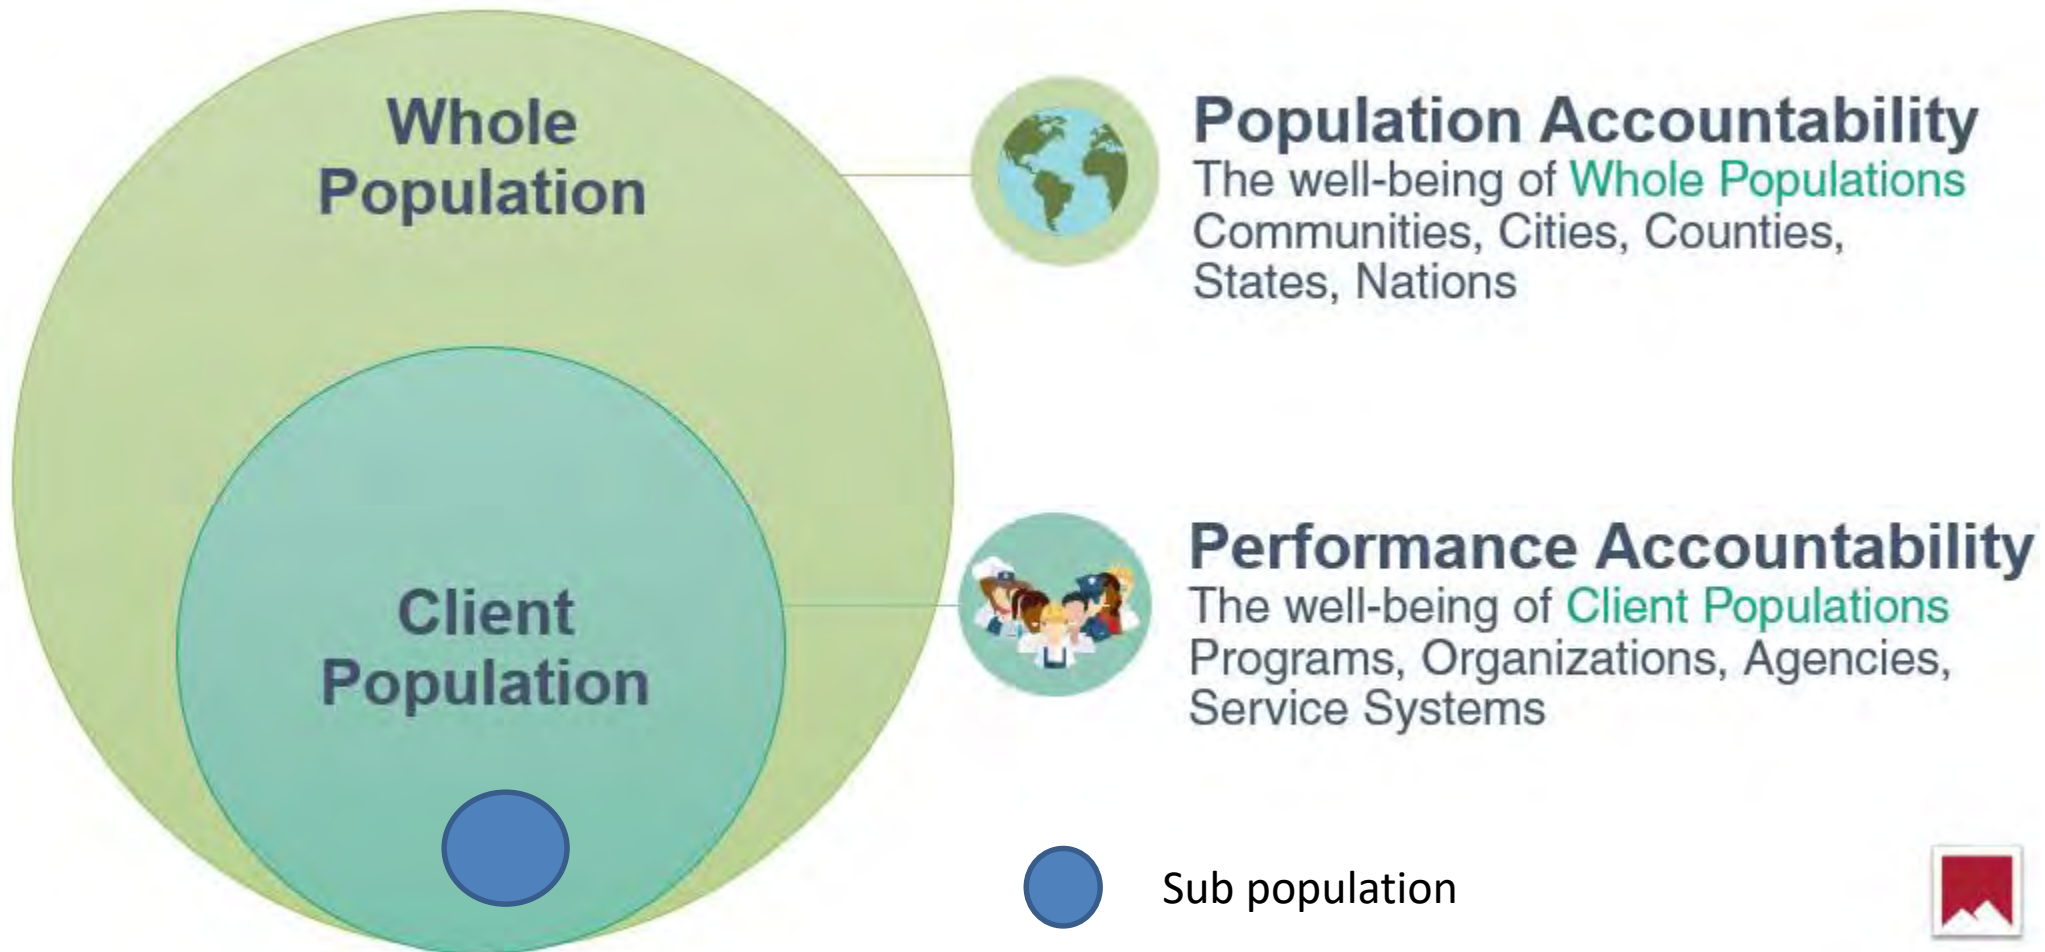 Whole
Population
Population Accountability
The well-being of Whole Populations
Communities, Cities, Counties,
States, Nations
Client
Population
Performance Accountability
The well-being of Client Populations
Programs, Organizations, Agencies,
Service Systems
Sub population